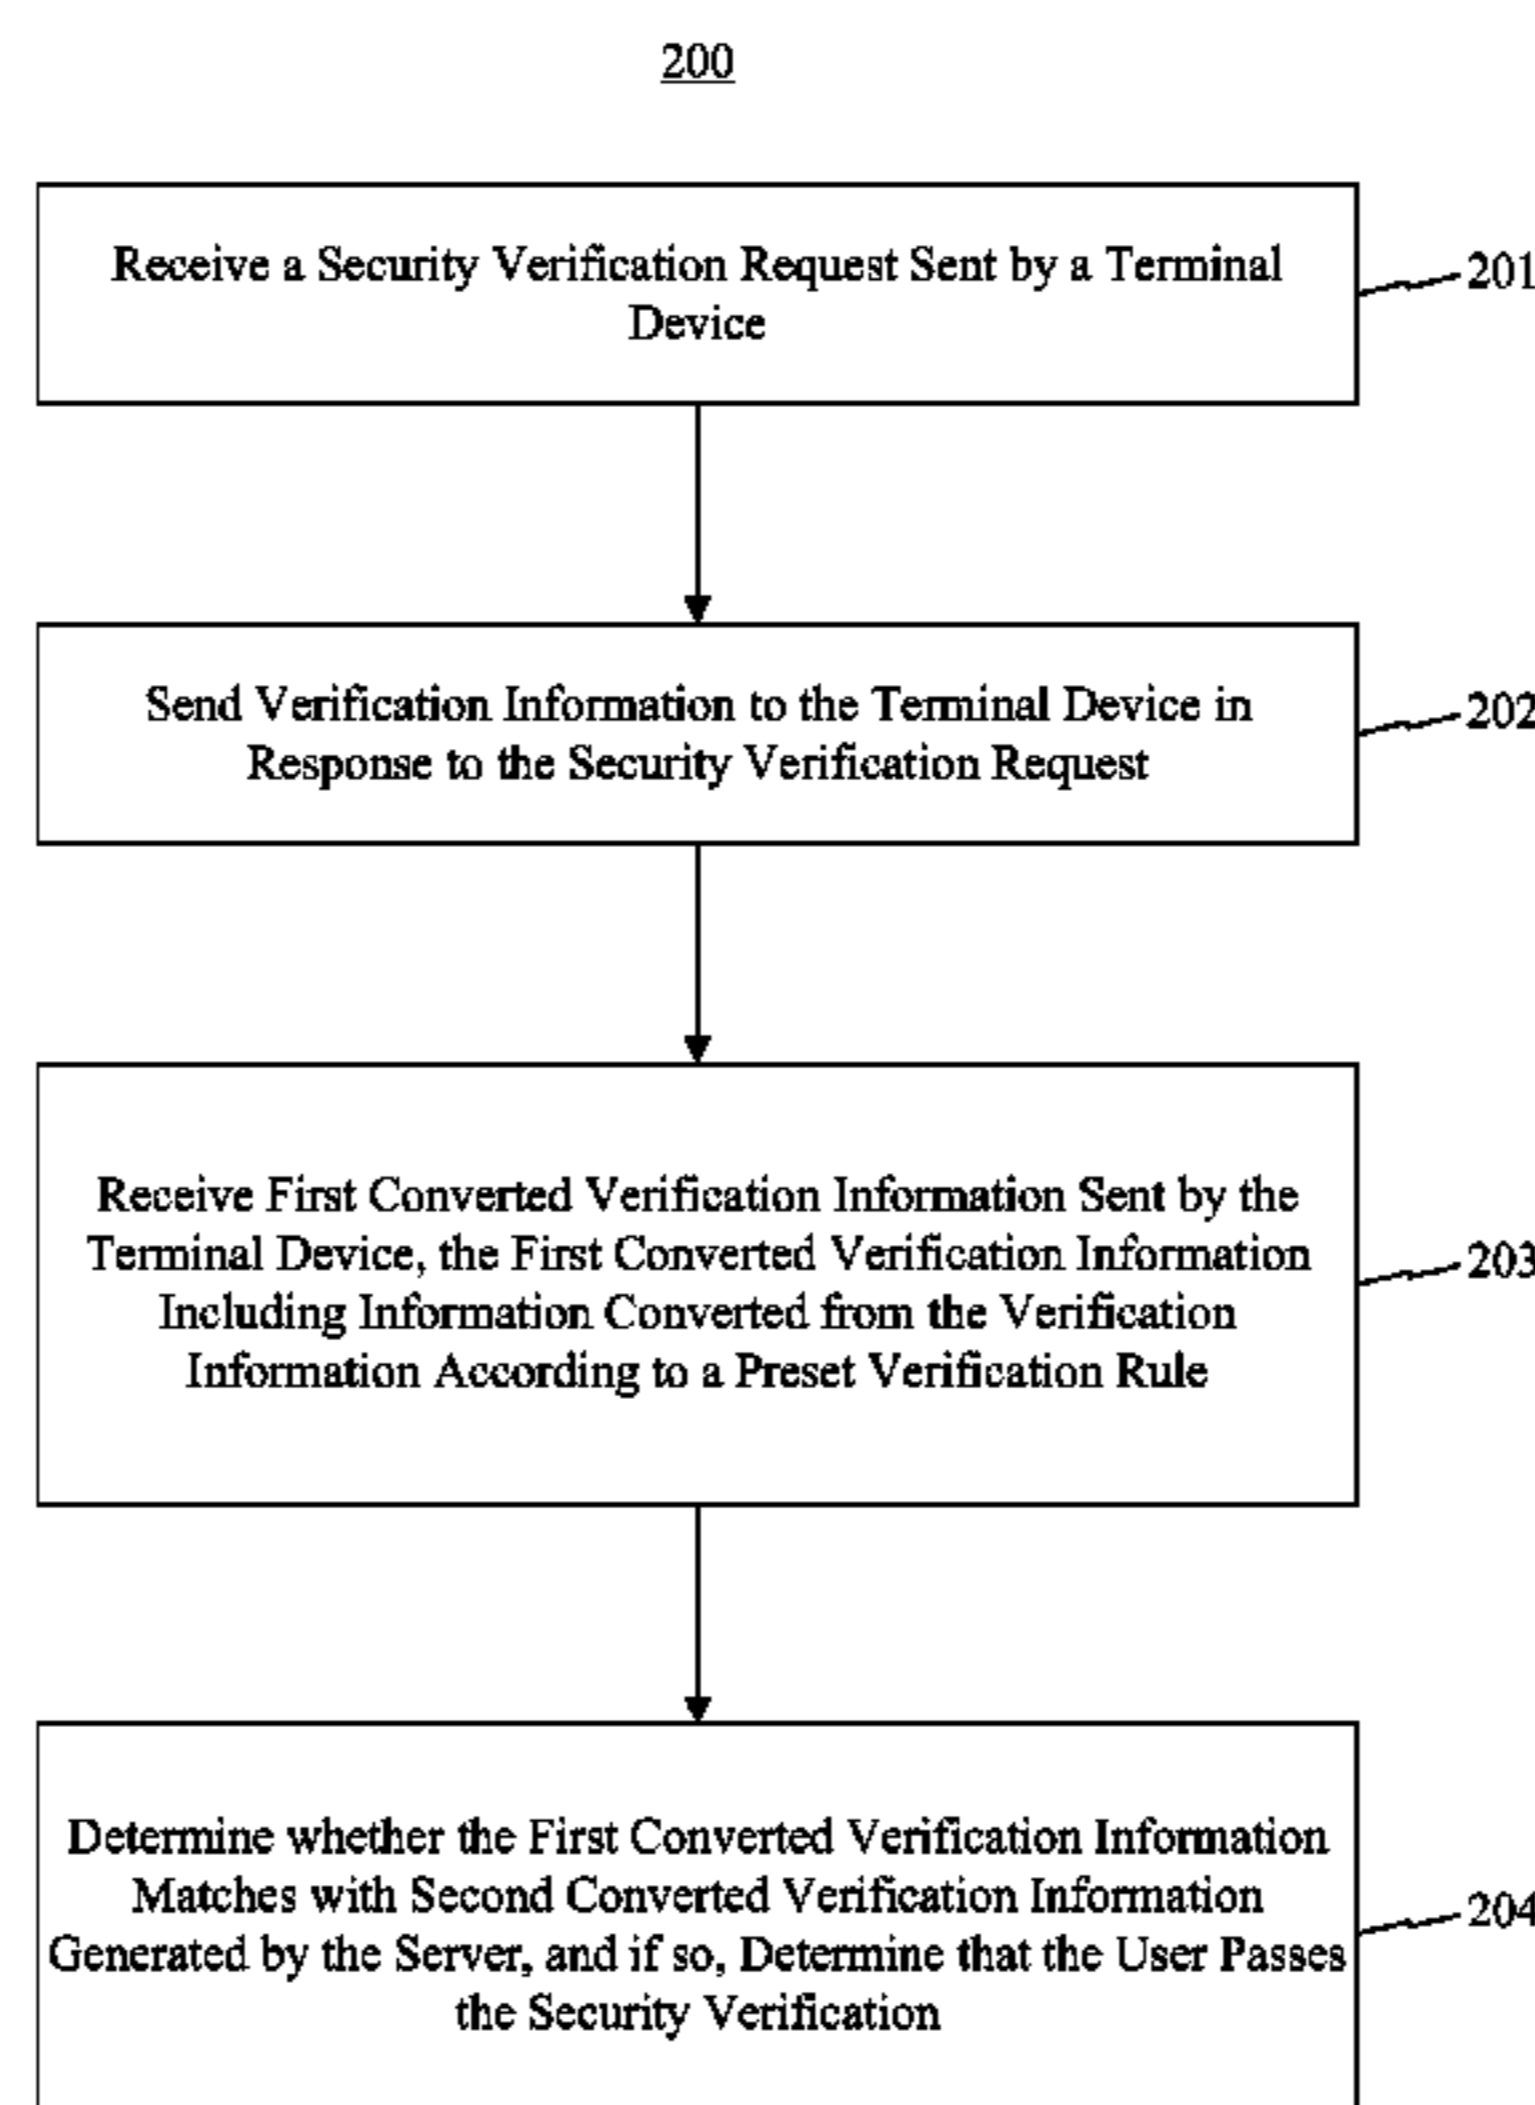 200
Receive a Security Verification Request Sent by a Terminal
Device
201
Send Verification Information to the Terminal Device in
Response to the Security Verification Request
202
Receive First Converted Verification Information Sent by the
Terminal Device, the First Converted Verification Information
Including Information Converted from the Verification
Information According to a Preset Verification Rule
203
Determine whether the First Converted Verification Information
Matches with Second Converted Verification Information
Generated by the Server, and if so, Determine that the User Passes
the Security Verification
204